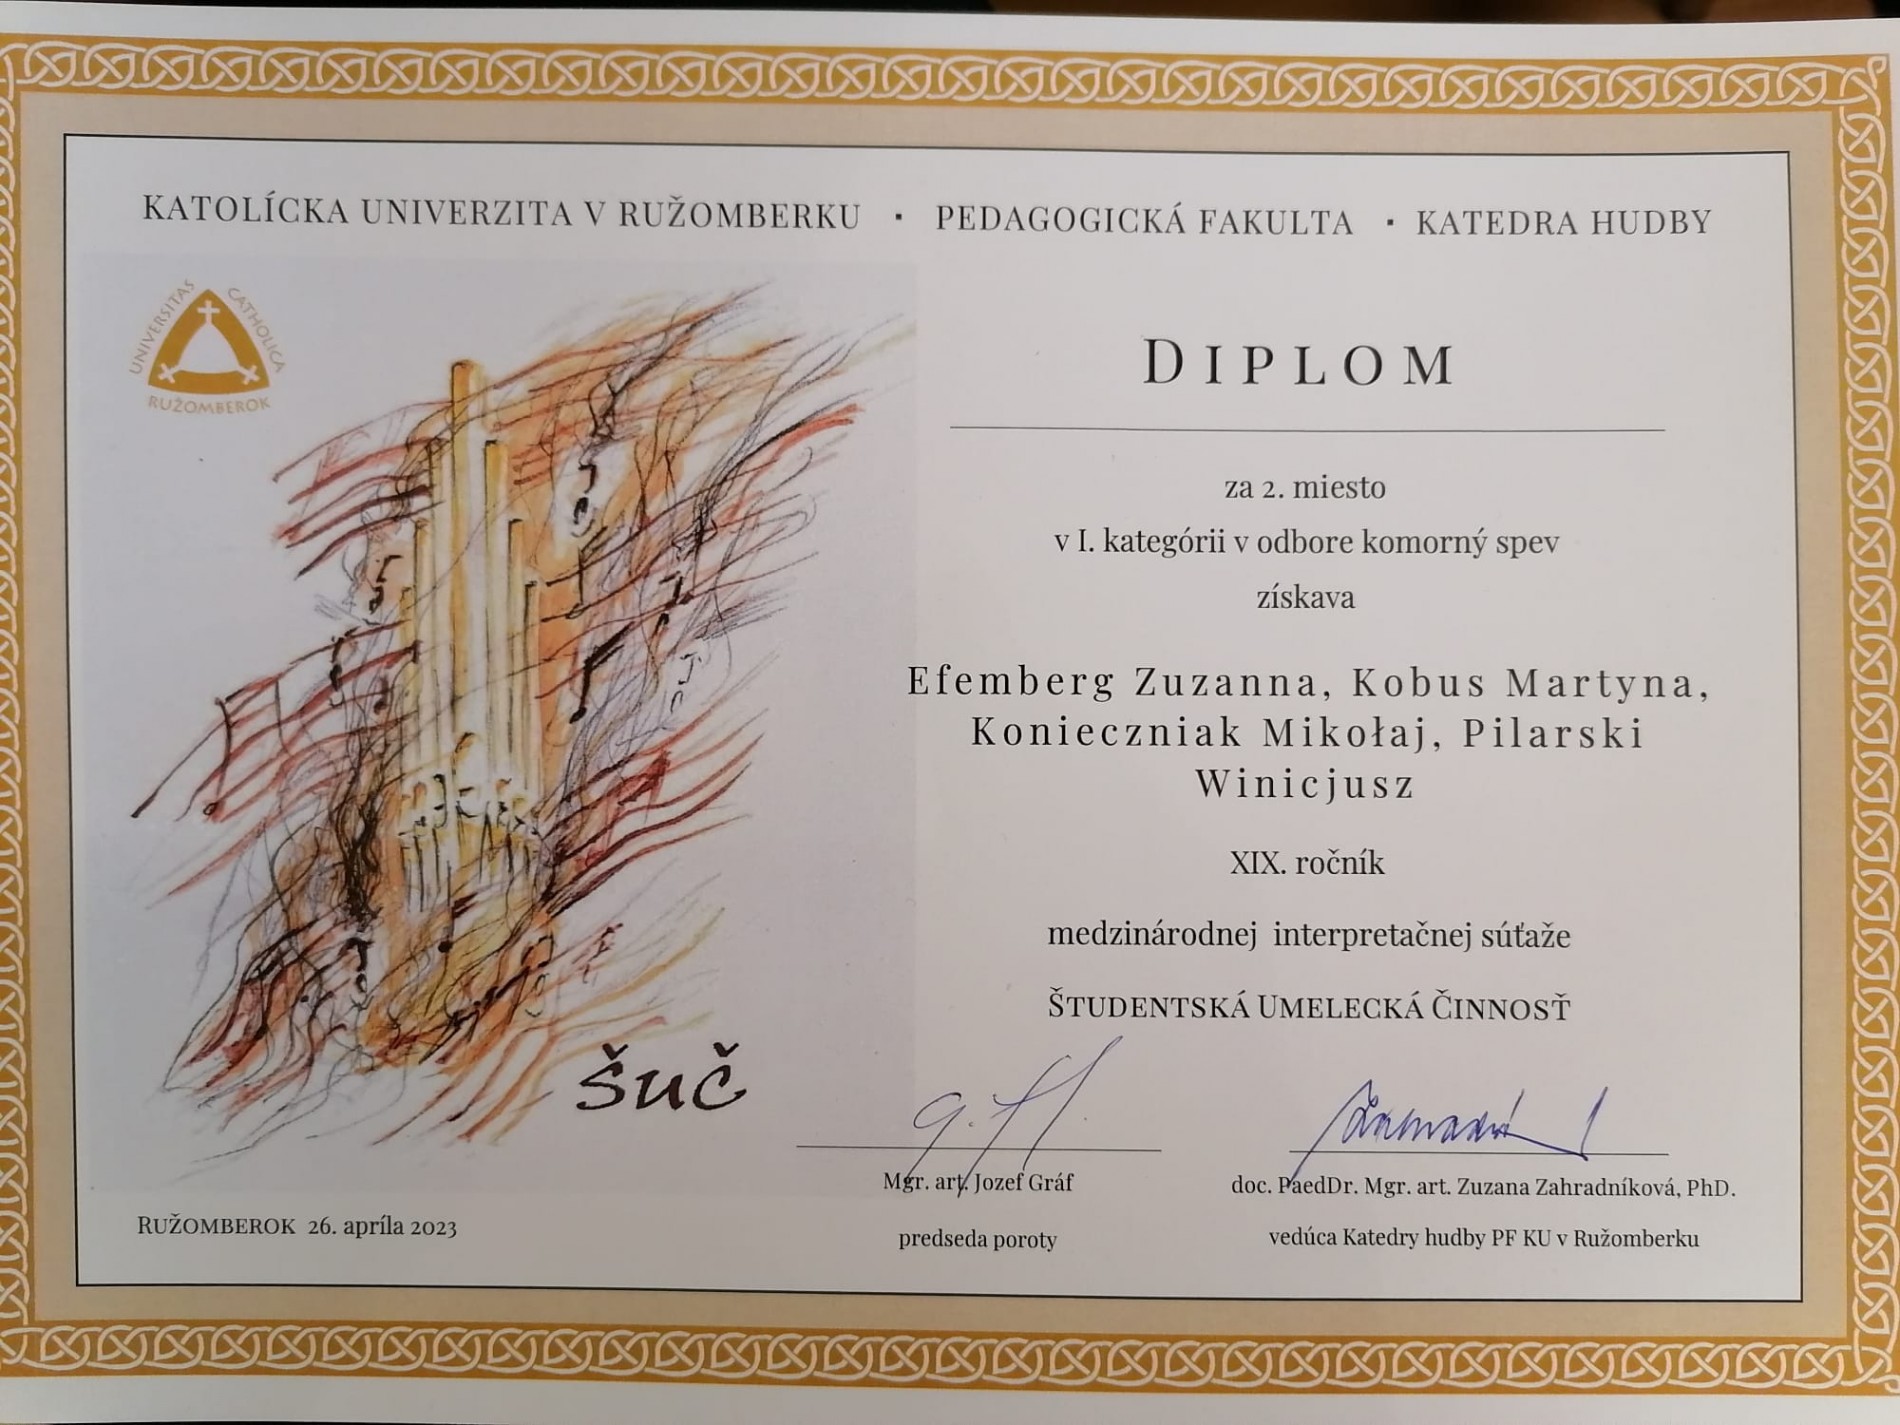 KATOLÍCKA UNIVERZITA V RUŽOMBERKU · PEDAGOGICKÁ FAKULTA · KATEDRA HUDBY
UNIVERSITAS CATHOLICA
RUŽOMBEROK
DIPLOM
za 2. miesto
v I. kategórii v odbore komorný spev
získava
Efemberg Zuzanna, Kobus Martyna,
Konieczniak Mikołaj, Pilarski
Winicjusz
XIX. ročník
medzinárodnej interpretačnej súťaže
ŠTUDENTSKÁ UMELECKÁ ČINNOSŤ
šuč
Mgr. art. Jozef Gráf
predseda poroty
doc. PaedDr. Mgr. art. Zuzana Zahradníková, PhD.
vedúca Katedry hudby PF KU v Ružomberku
RUŽOMBEROK 26. apríla 2023